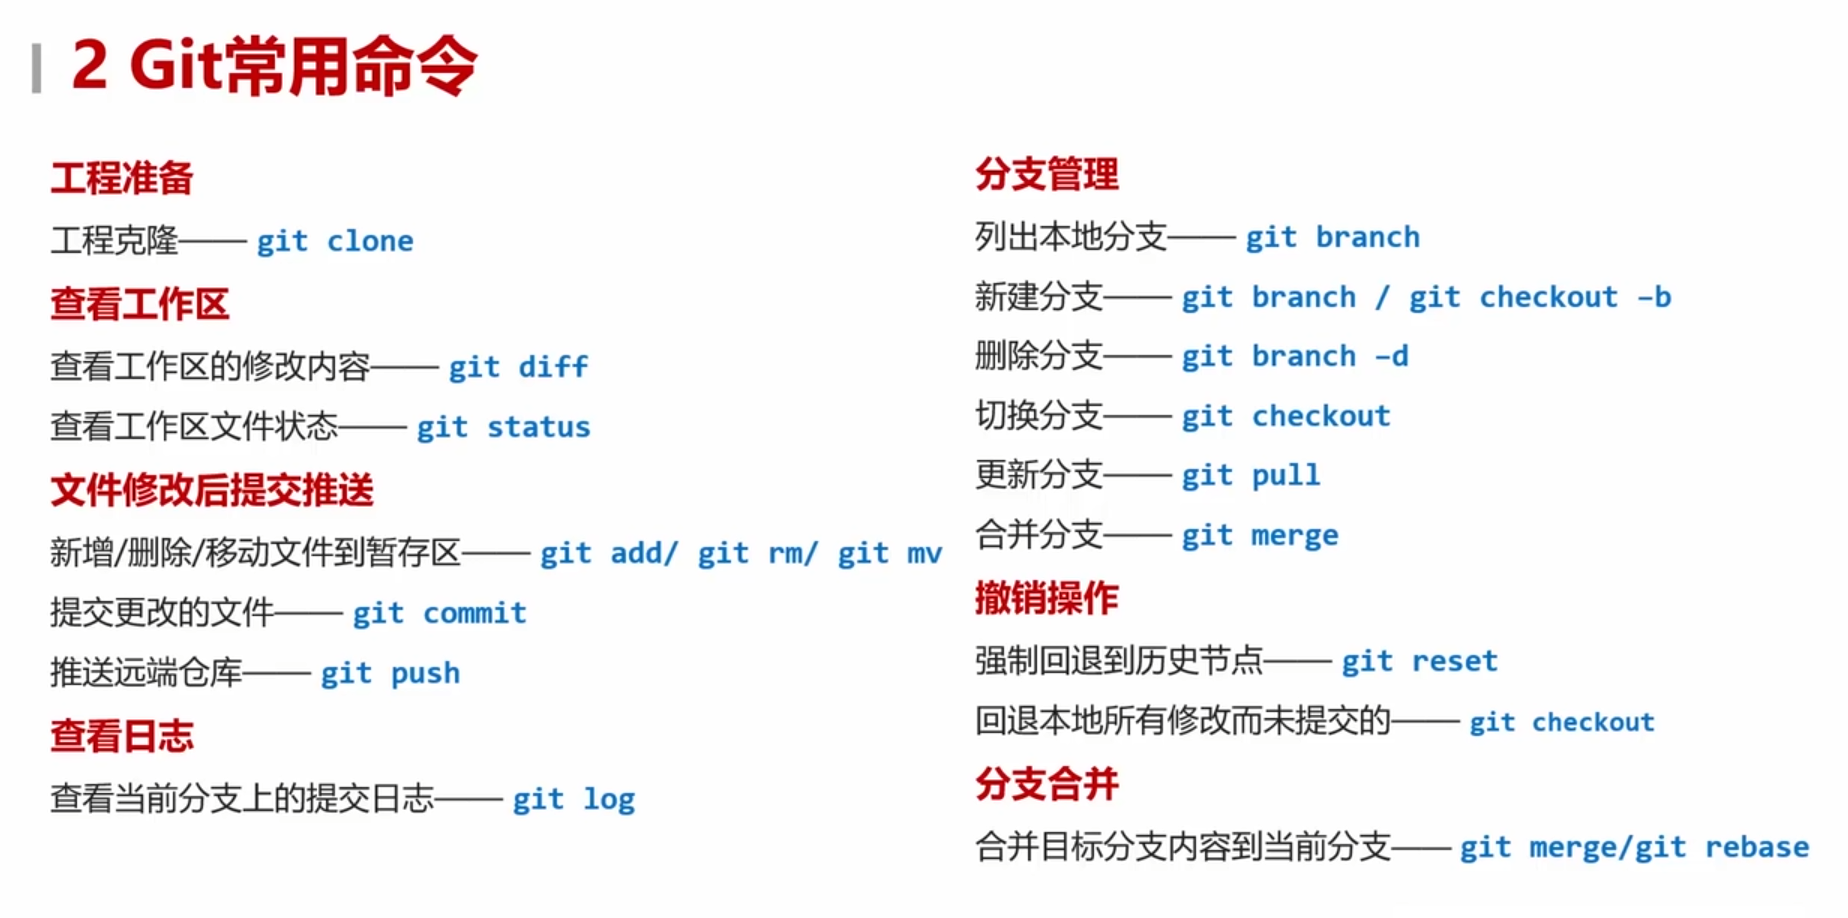 2 Git常用命令
工程准备
工程克隆—— git clone
查看工作区
查看工作区的修改内容—— git diff
查看工作区文件状态—— git status
文件修改后提交推送
新增/删除/移动文件到暂存区—— git add/ git rm/ git mv
提交更改的文件—— git commit
推送远端仓库—— git push
查看日志
查看当前分支上的提交日志—— git log
分支管理
列出本地分支—— git branch
新建分支—— git branch / git checkout –b
删除分支—— git branch –d
切换分支—— git checkout
更新分支—— git pull
合并分支—— git merge
撤销操作
强制回退到历史节点—— git reset
回退本地所有修改而未提交的—— git checkout
分支合并
合并目标分支内容到当前分支—— git merge/git rebase